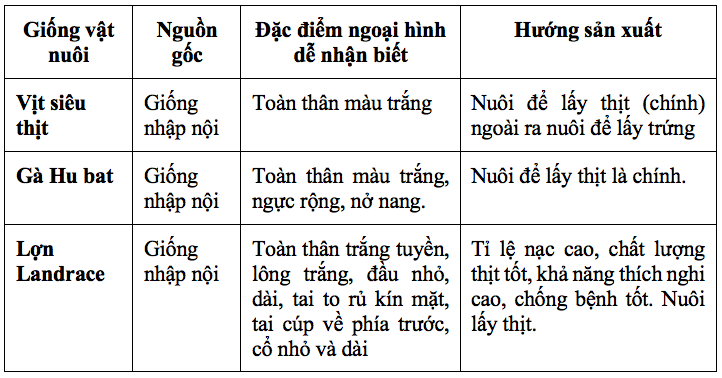 Giống vật nuôi
Nguồn gốc
Đặc điểm ngoại hình dễ nhận biết
Hướng sản xuất
Vịt siêu thịt
Giống nhập nội
Toàn thân màu trắng
Nuôi để lấy thịt (chính)
ngoài ra nuôi để lấy trứng
Gà Hu bat
Giống nhập nội
Toàn thân màu trắng,
ngực rộng, nở nang.
Nuôi để lấy thịt là chính.
Lợn Landrace
Giống nhập nội
Toàn thân trắng tuyền,
lông trắng, đầu nhỏ,
dài, tai to rủ kín mặt,
tai cúp về phía trước,
cổ nhỏ và dài
Tỉ lệ nạc cao, chất lượng
thịt tốt, khả năng thích nghi
cao, chống bệnh tốt. Nuôi
lấy thịt.